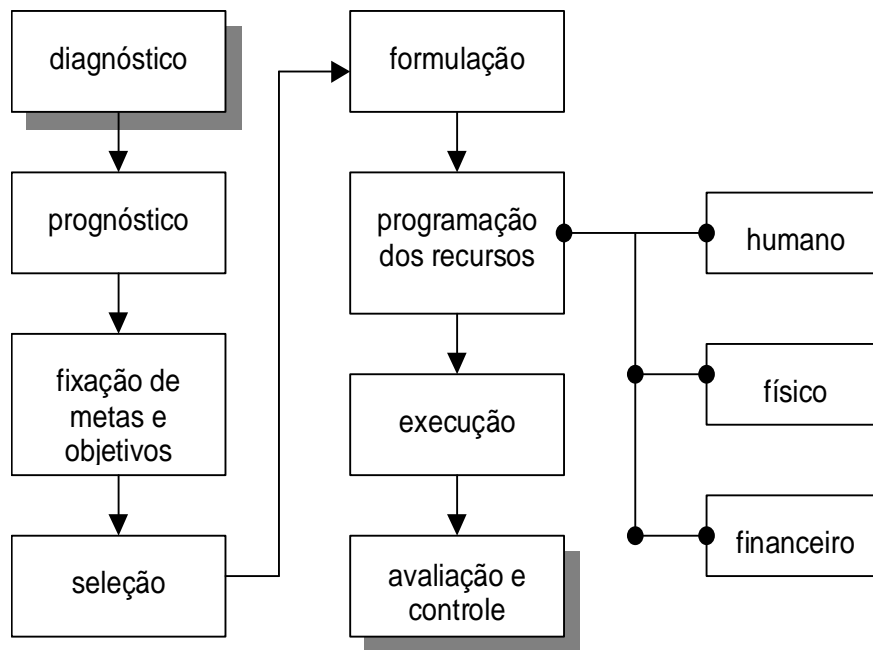 diagnóstico
prognóstico
fixação de
metas e
objetivos
seleção
formulação
programação
dos recursos
execução
avaliação e
controle
humano
físico
financeiro